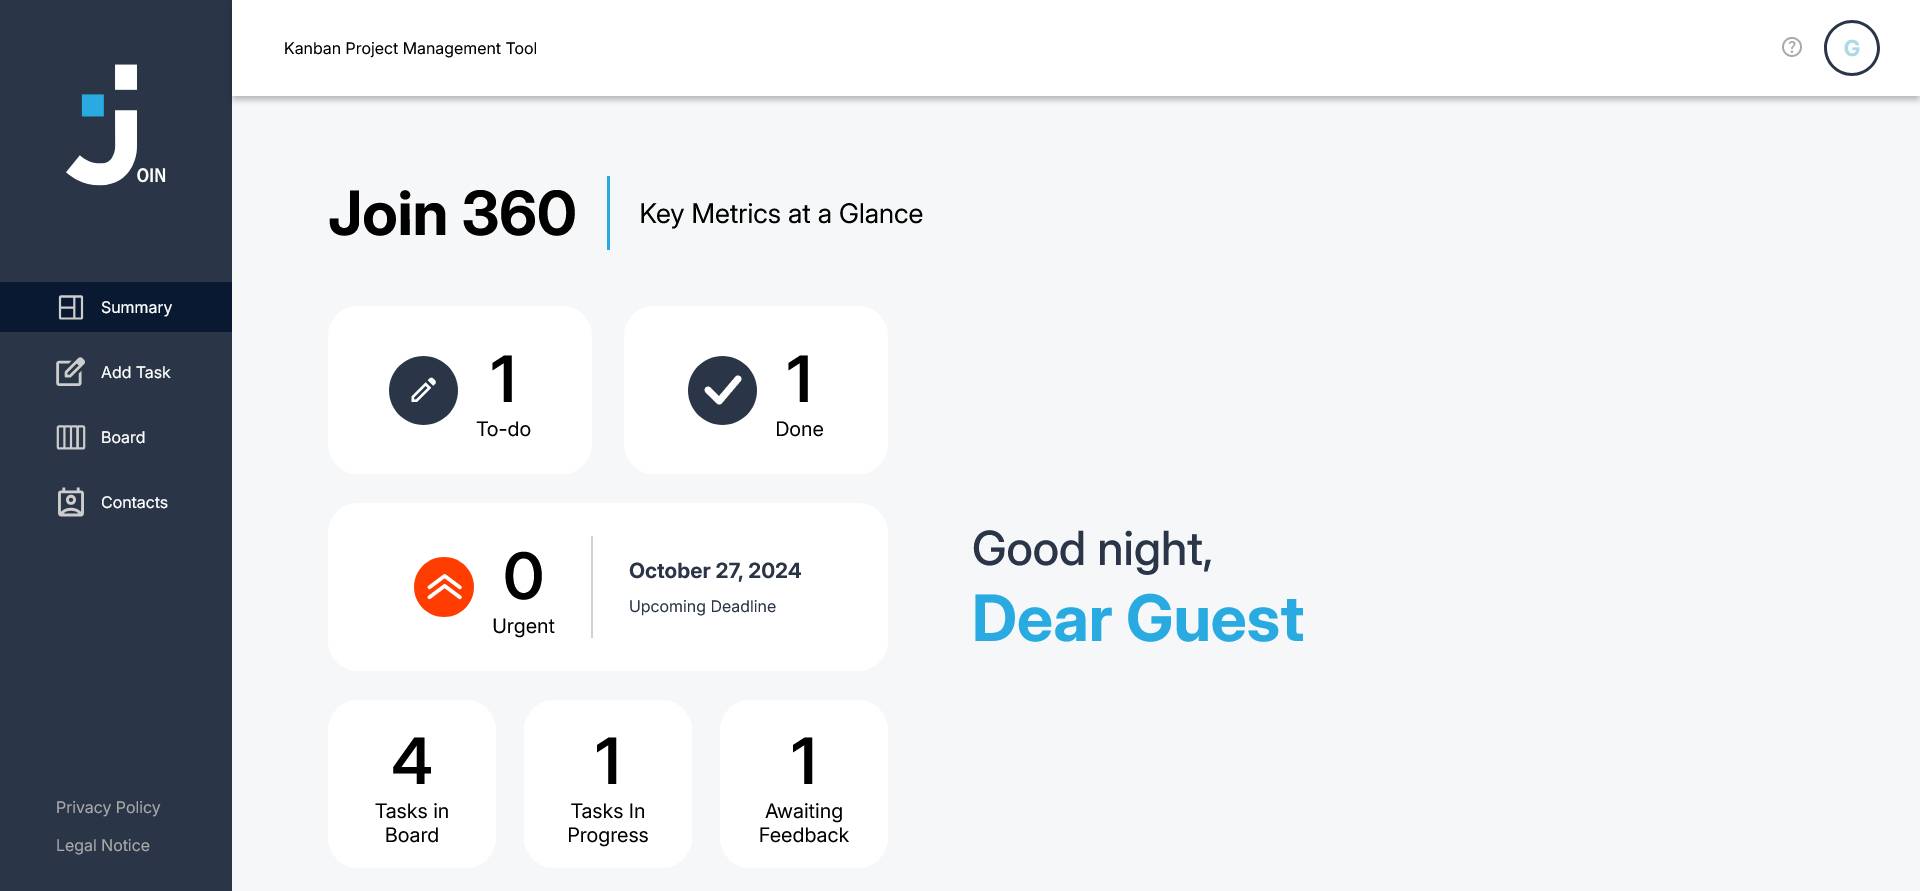 Kanban Project Management Tool
G
JOIN
Summary
Add Task
Board
Contacts
Privacy Policy
Legal Notice
Join 360
Key Metrics at a Glance
1
To-do
1
Done
0
Urgent
October 27, 2024
Upcoming Deadline
4
Tasks in
Board
1
Tasks In
Progress
1
Awaiting
Feedback
Good night,
Dear Guest